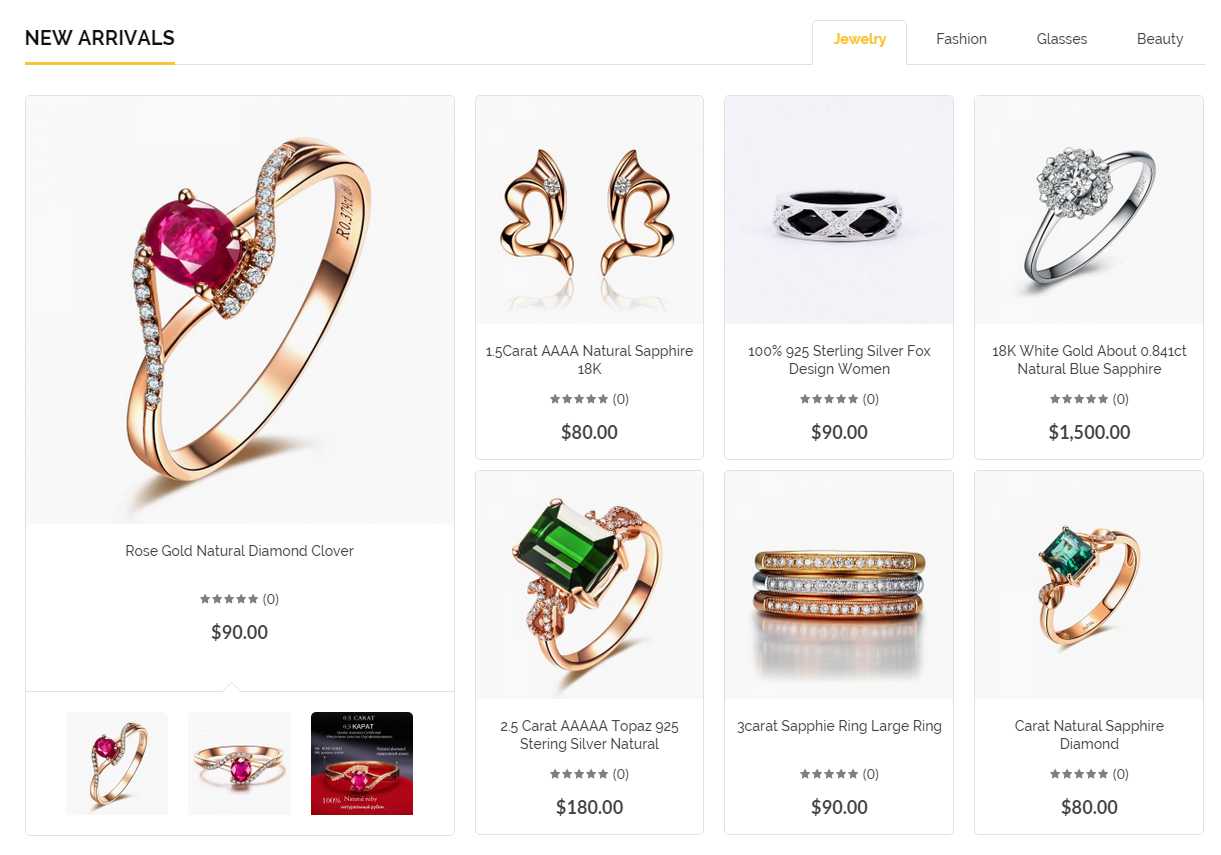 NEW ARRIVALS
Jewelry
Fashion
Glasses
Beauty
R0.379ct
Rose Gold Natural Diamond Clover
(0)
$90.00
0.5 CARAT
0.5 КАРАТ
Natural diamond
100% Natural ruby
натуральный рубин
1.5Carat AAAA Natural Sapphire
18K
(0)
$80.00
100% 925 Sterling Silver Fox
Design Women
(0)
$90.00
18K White Gold About 0.841ct
Natural Blue Sapphire
(0)
$1,500.00
2.5 Carat AAAAA Topaz 925
Stering Silver Natural
(0)
$180.00
3carat Sapphie Ring Large Ring
(0)
$90.00
Carat Natural Sapphire
Diamond
(0)
$80.00